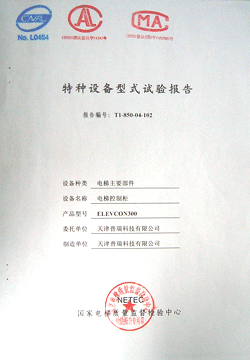 CNAL
No. L0464
AL
MA
特种设备型式试验报告
报告编号: T1-850-04-102
设备种类 电梯主要部件
设备名称 电梯控制柜
产品型号 ELEVCON300
委托单位 天津普瑞科技有限公司
制造单位 天津普瑞科技有限公司
NETEC
国家电梯质量监督检验中心